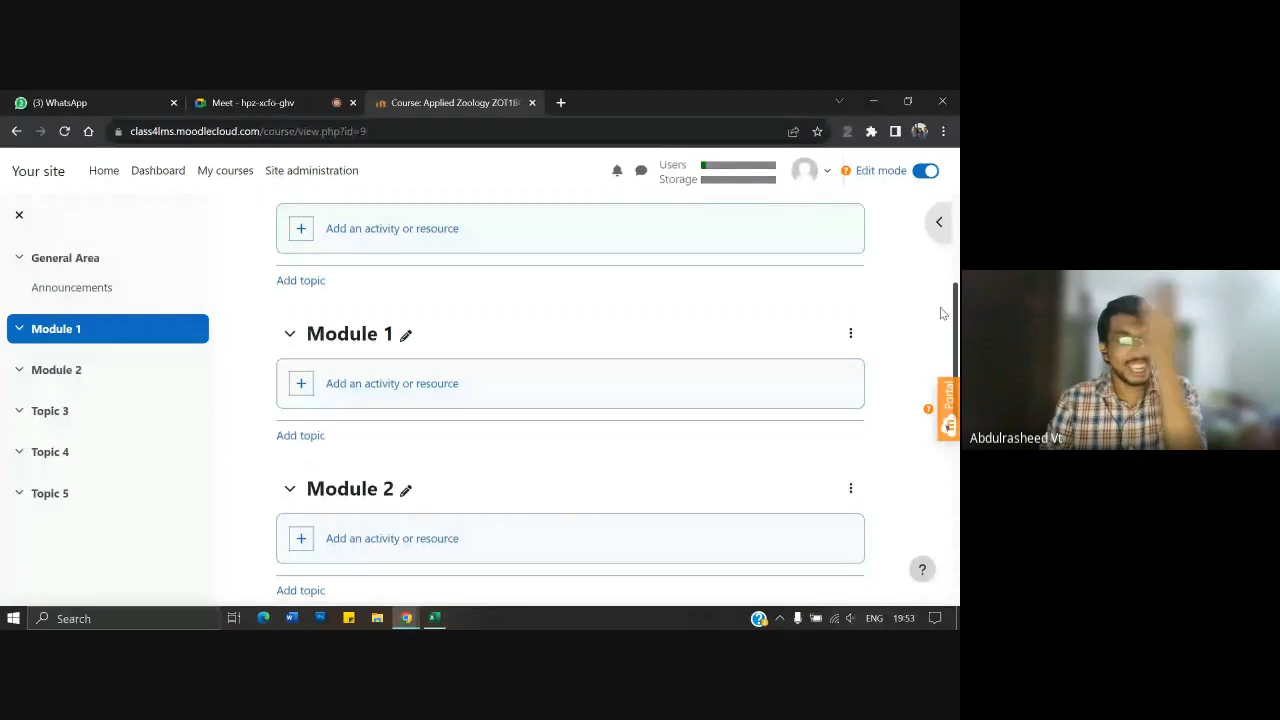 (3) WhatsApp
Meet - hpz-xcfo-ghv
Course: Applied Zoology ZOT1B
class4lms.moodlecloud.com/course/view.php?id=9
Your site
Home
Dashboard
My courses
Site administration
Users
Storage
Edit mode
General Area
Announcements
Module 1
Module 2
Topic 3
Topic 4
Topic 5
Add an activity or resource
Add topic
Module 1
Add an activity or resource
Add topic
Module 2
Add an activity or resource
Add topic
Portal
?
Abdulrasheed Vt
Search
ENG
19:53